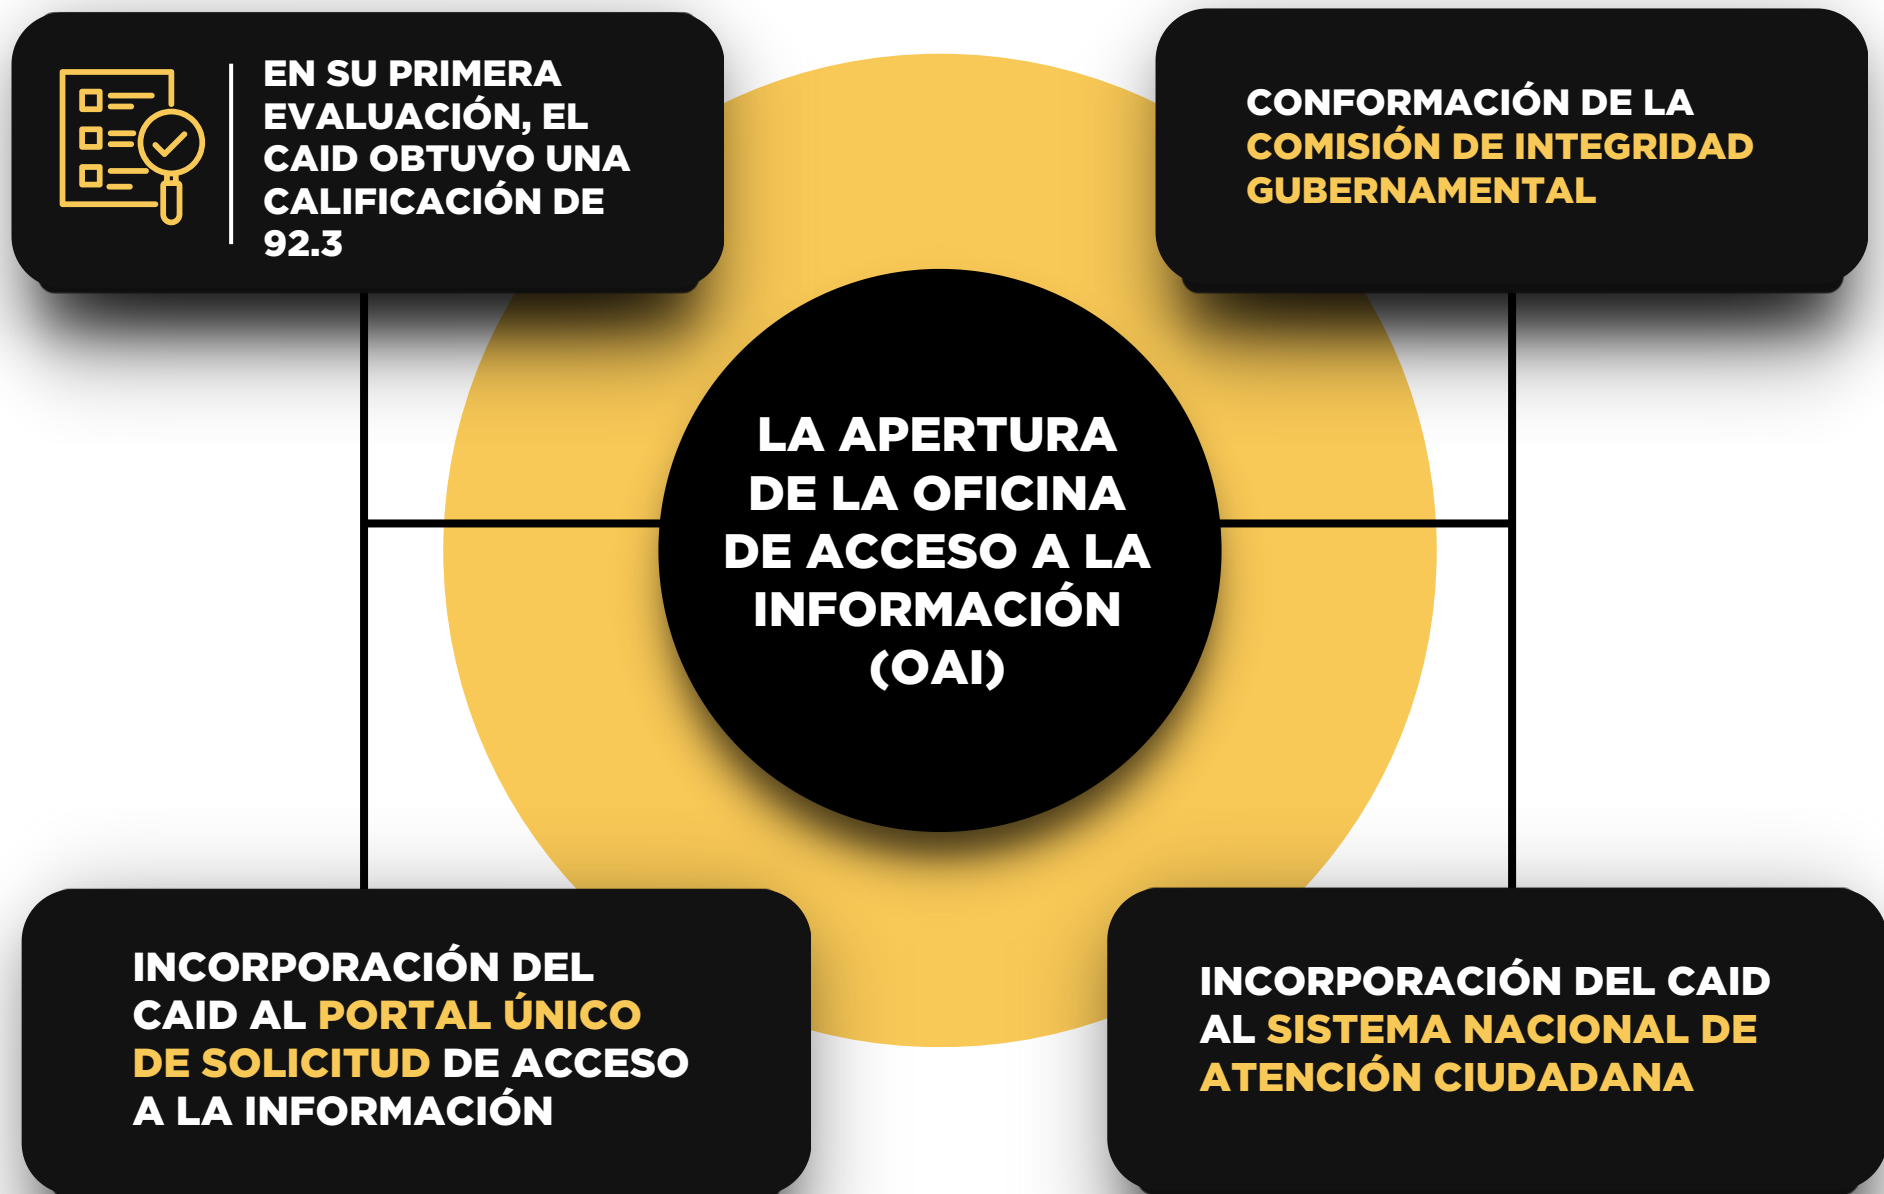 EN SU PRIMERA
EVALUACIÓN, EL
CAID OBTUVO UNA
CALIFICACIÓN DE
92.3
CONFORMACIÓN DE LA
COMISIÓN DE INTEGRIDAD
GUBERNAMENTAL
LA APERTURA
DE LA OFICINA
DE ACCESO A LA
INFORMACIÓN
(OAI)
INCORPORACIÓN DEL
CAID AL PORTAL ÚNICO
DE SOLICITUD DE ACCESO
A LA INFORMACIÓN
INCORPORACIÓN DEL CAID
AL SISTEMA NACIONAL DE
ATENCIÓN CIUDADANA